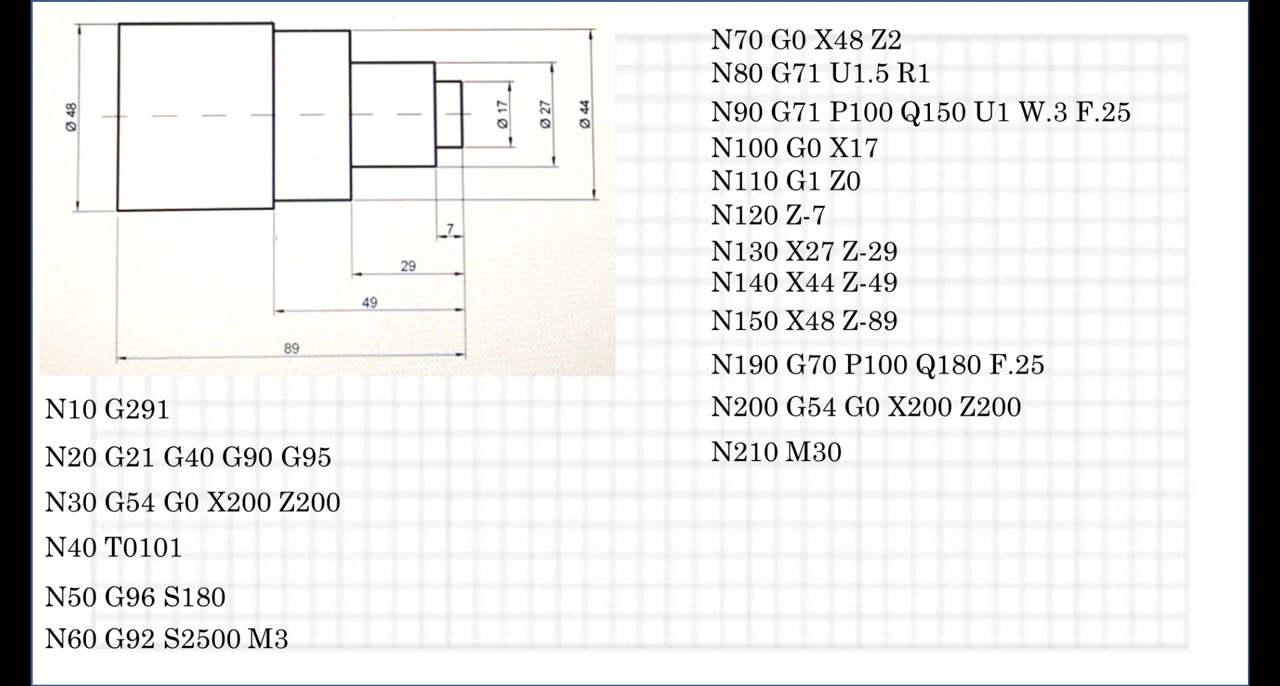 Ø 48
Ø 17
Ø 27
Ø 44
7
29
49
89
N10 G291
N20 G21 G40 G90 G95
N30 G54 G0 X200 Z200
N40 T0101
N50 G96 S180
N60 G92 S2500 M3
N70 G0 X48 Z2
N80 G71 U1.5 R1
N90 G71 P100 Q150 U1 W.3 F.25
N100 G0 X17
N110 G1 Z0
N120 Z-7
N130 X27 Z-29
N140 X44 Z-49
N150 X48 Z-89
N190 G70 P100 Q180 F.25
N200 G54 G0 X200 Z200
N210 M30